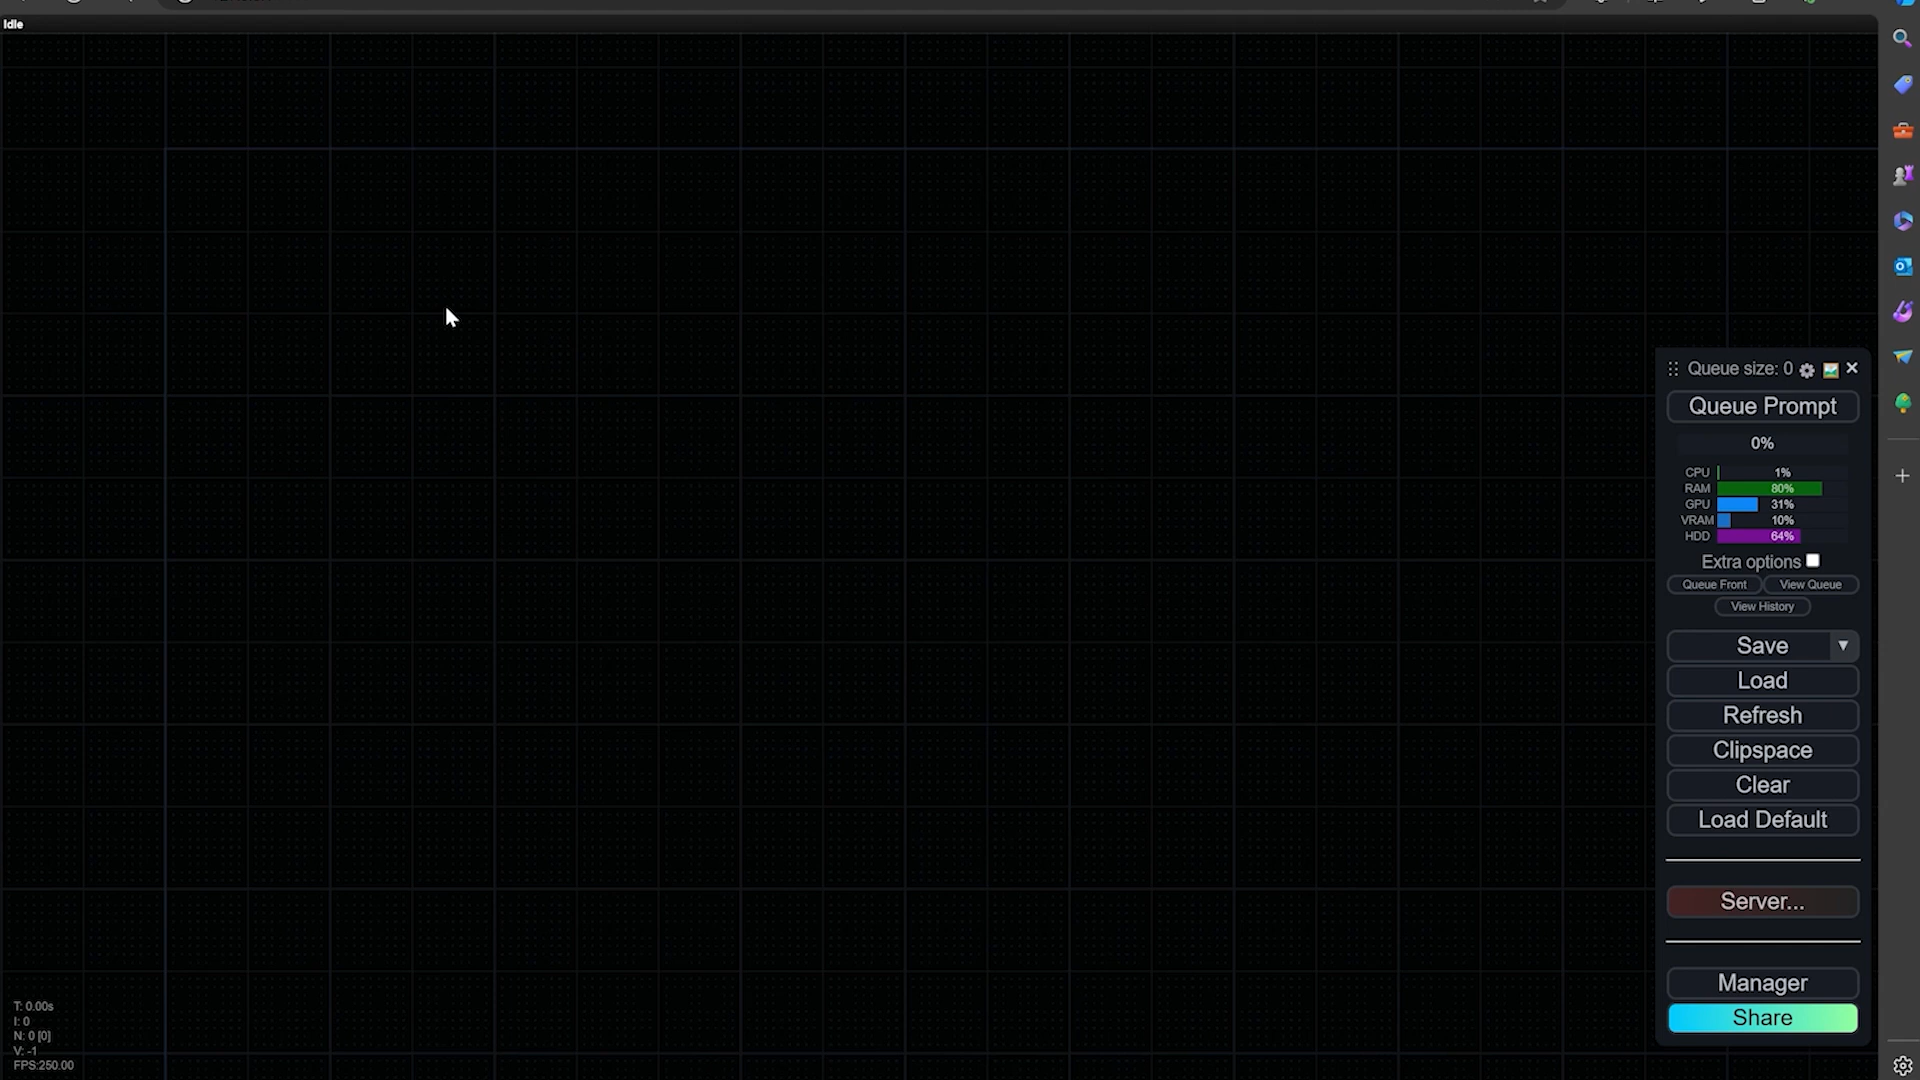 Idle
Queue size: 0
Queue Prompt
0%
CPU 1%
RAM 80%
GPU 31%
VRAM 10%
HDD 64%
Extra options
Queue Front View Queue
View History
Save ▼
Load
Refresh
Clipspace
Clear
Load Default
Server...
Manager
Share
T: 0.00s
I: 0
N: 0 [0]
V: -1
FPS:250.00